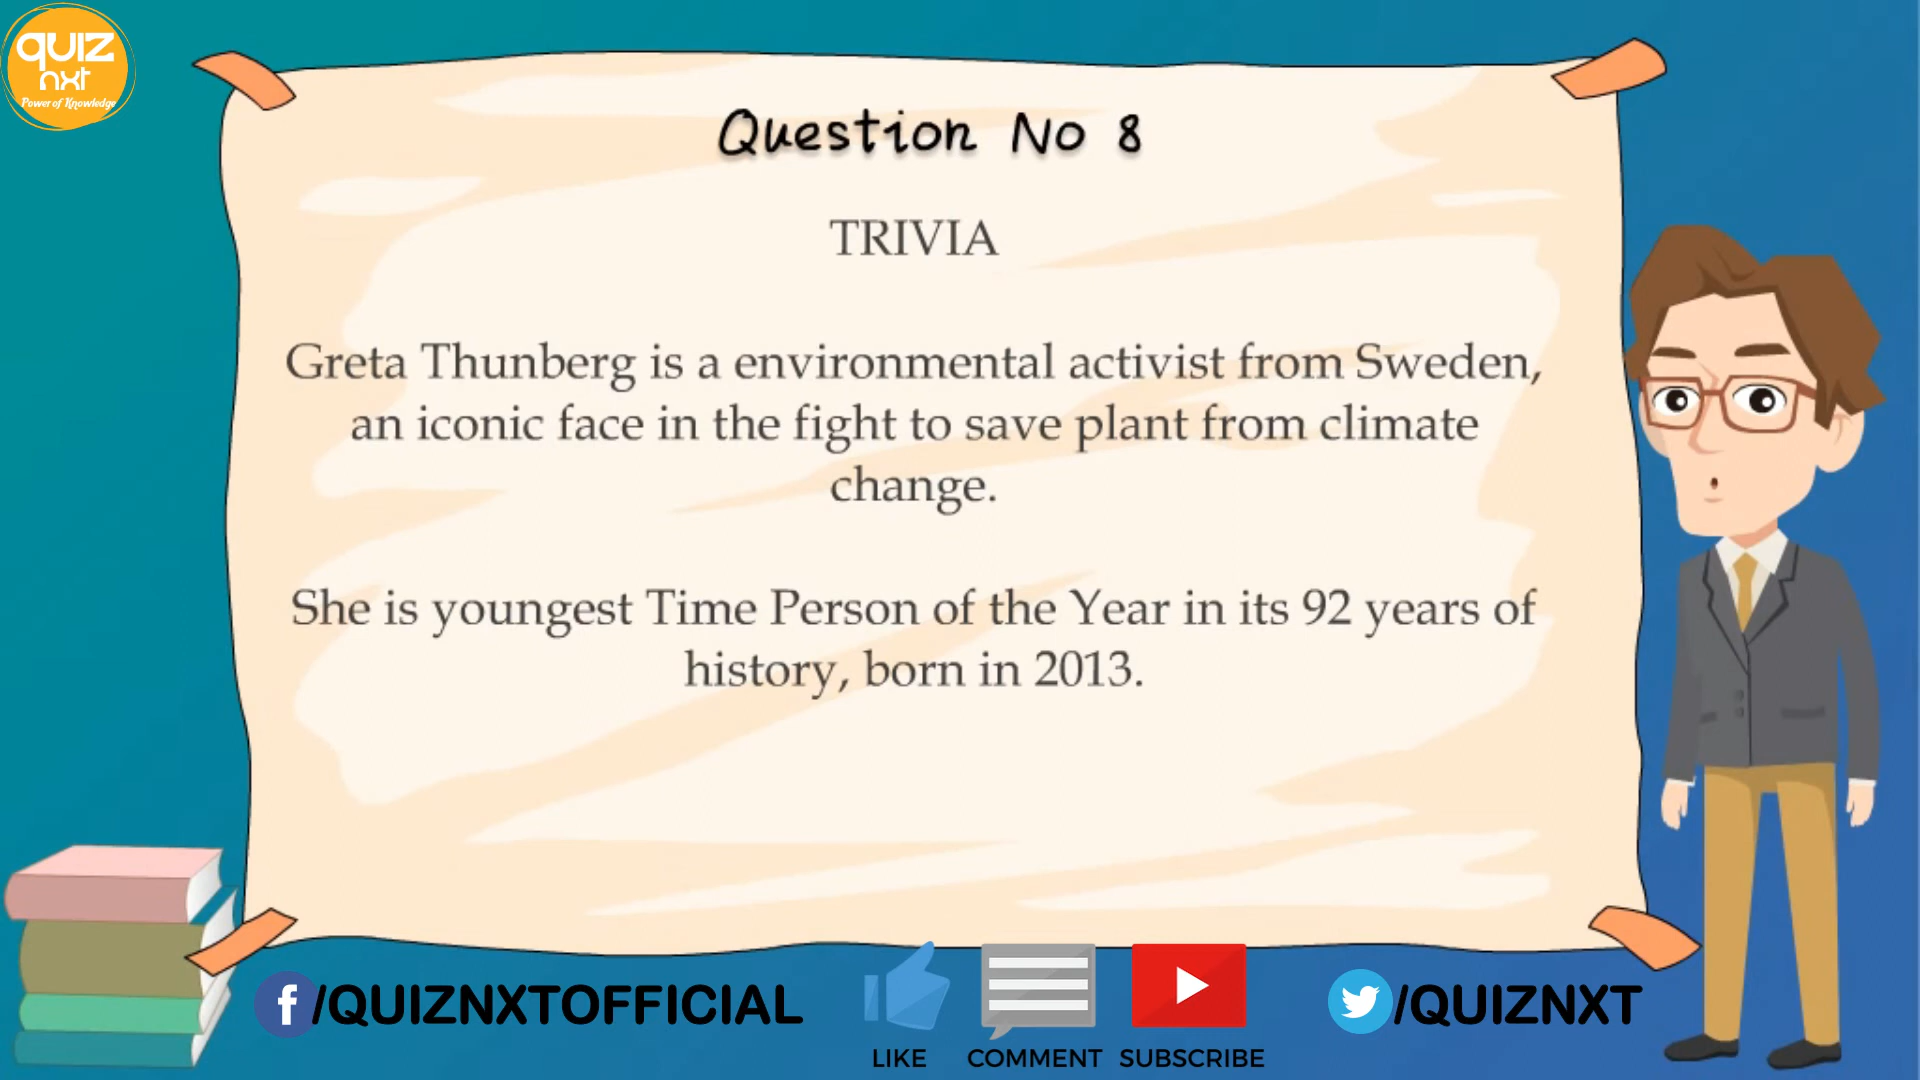 quiz
nxt
Power of Knowledge
Question No 8
TRIVIA
Greta Thunberg is a environmental activist from Sweden,
an iconic face in the fight to save plant from climate
change.
She is youngest Time Person of the Year in its 92 years of
history, born in 2013.
f/QUIZNXTOFFICIAL
LIKE
COMMENT
SUBSCRIBE
/QUIZNXT